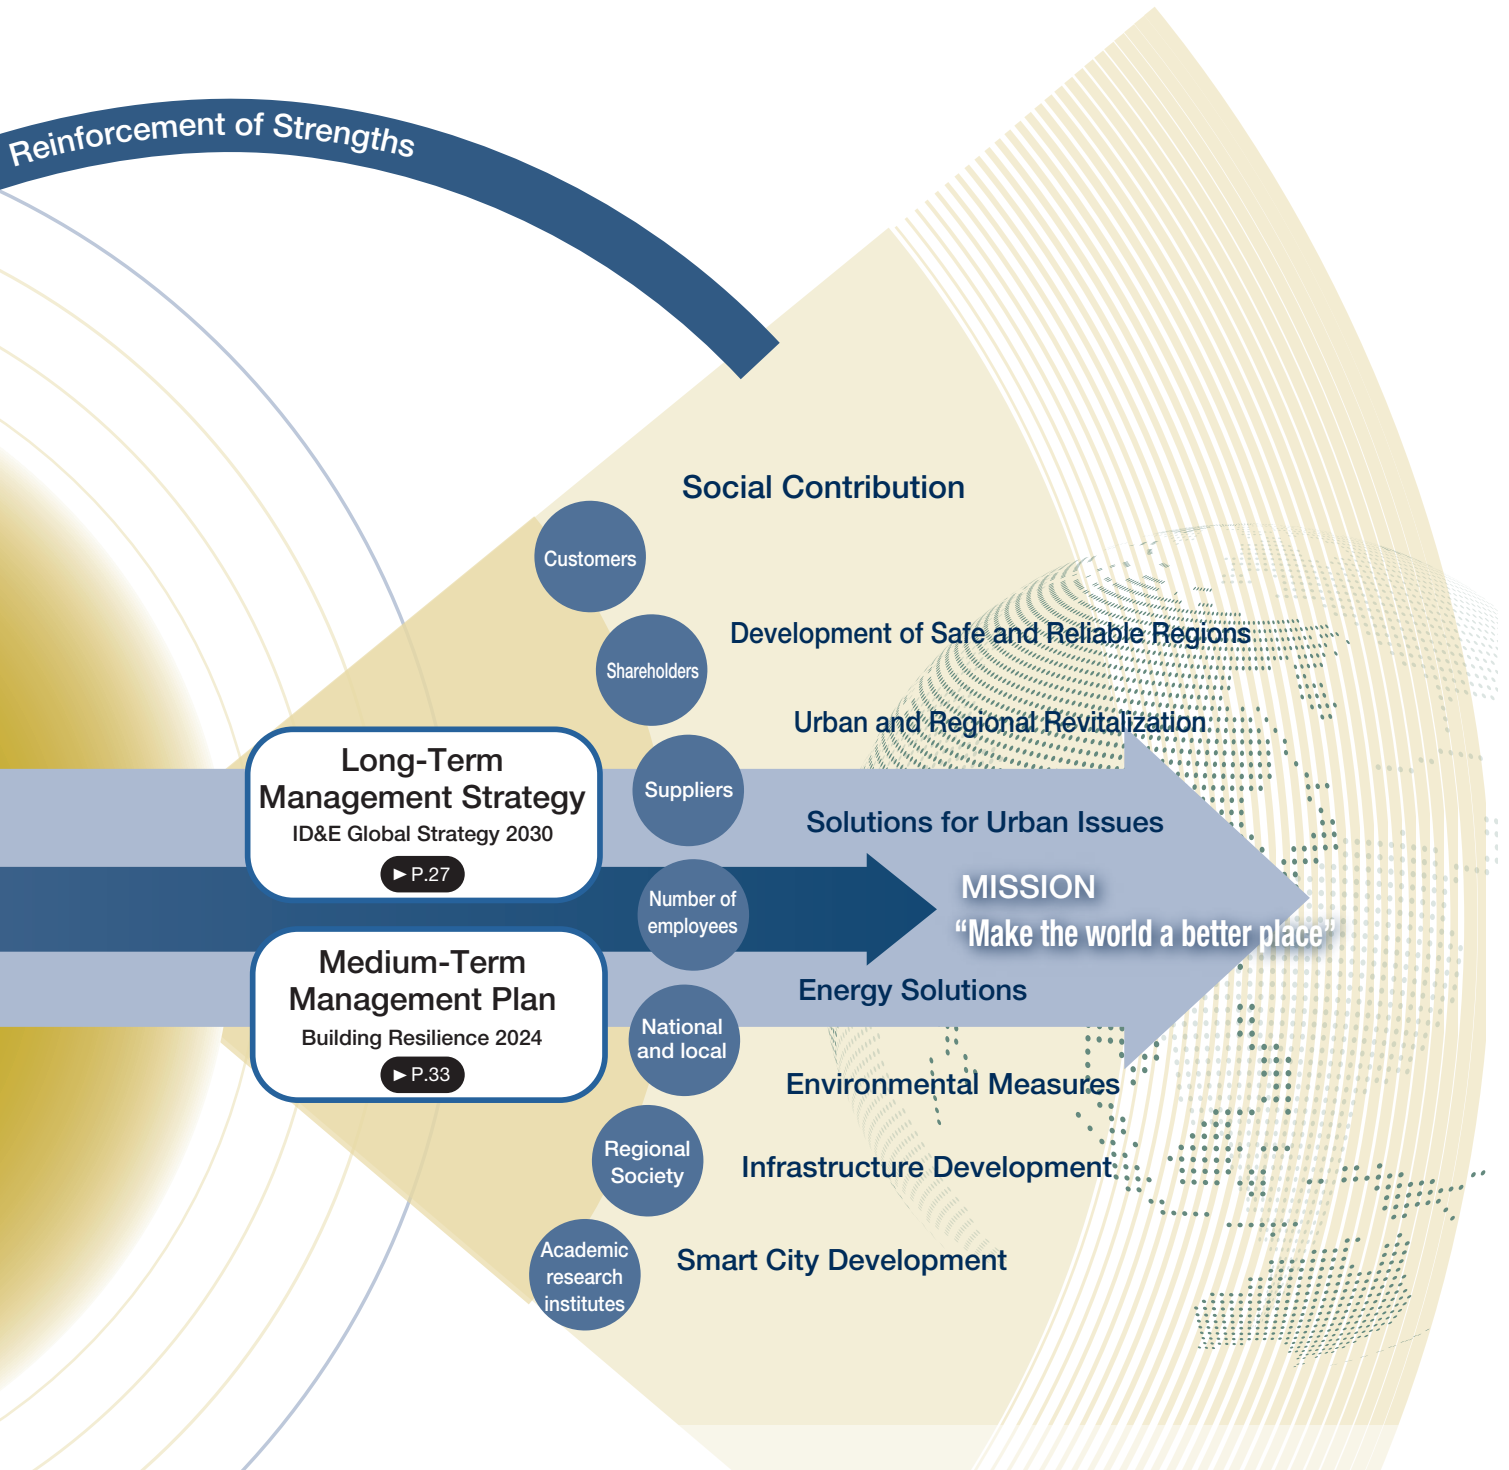 Reinforcement of Strengths
Social Contribution
Customers
Development of Safe and Reliable Regions
Shareholders
Urban and Regional Revitalization
Long-Term
Management Strategy
ID&E Global Strategy 2030
►P.27
Suppliers
Solutions for Urban Issues
Number of
employees
MISSION
“Make the world a better place”
Medium-Term
Management Plan
Building Resilience 2024
►P.33
Energy Solutions
National
and local
Environmental Measures
Regional
Society
Infrastructure Development
Academic
research
institutes
Smart City Development